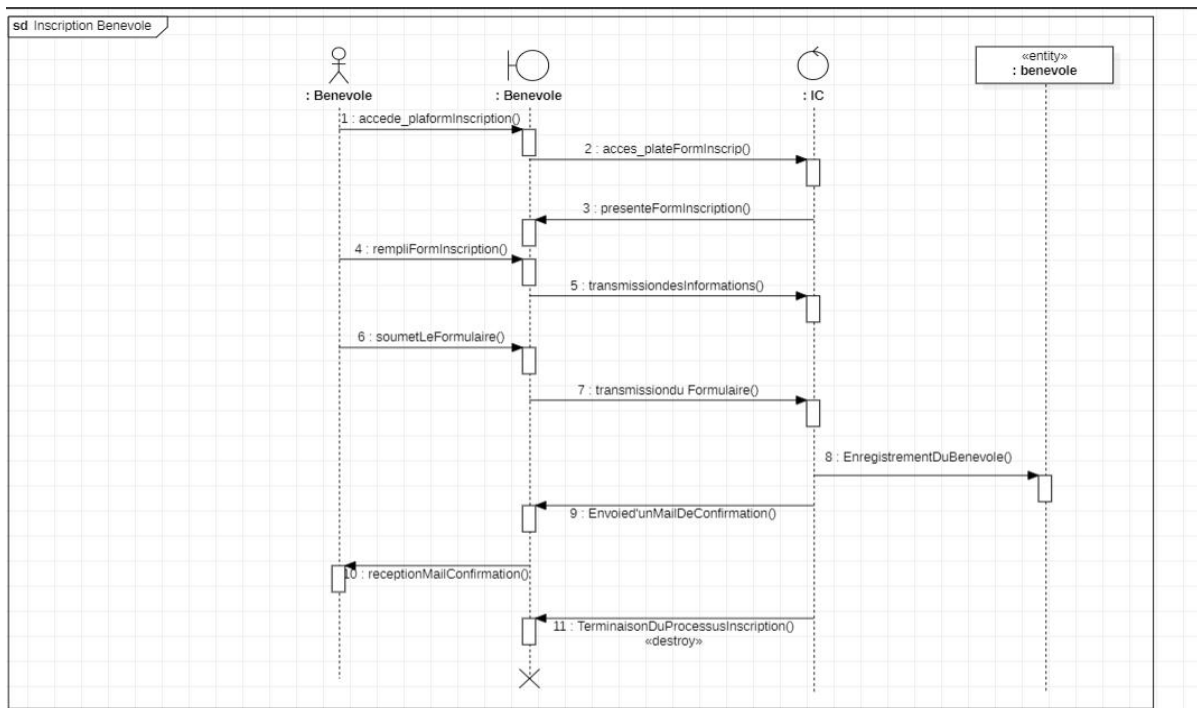 sd Inscription Benevole
: Benevole
: Benevole
: IC
«entity»
: benevole
1 : accede_plaformInscription()
2 : acces_plateFormInscrip()
3 : presenteFormInscription()
4 : rempliFormInscription()
5 : transmissiondesInformations()
6 : soumetLeFormulaire()
7 : transmissiondu Formulaire()
8 : EnregistrementDuBenevole()
9 : Envoied'unMailDeConfirmation()
10 : receptionMailConfirmation()
11 : TerminaisonDuProcessusInscription()
«destroy»